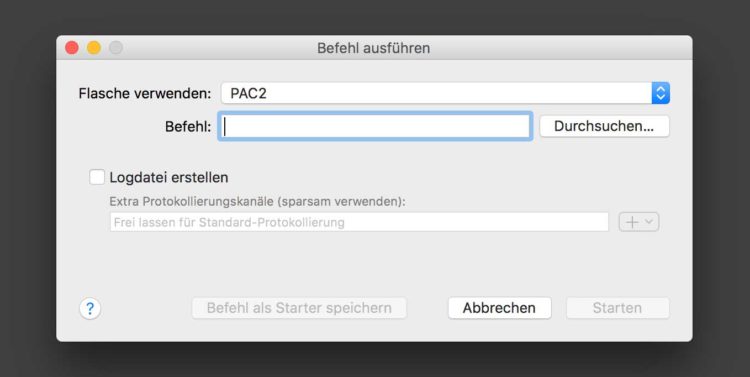 Befehl ausführen
Flasche verwenden: PAC2
Befehl: Durchsuchen...
Logdatei erstellen
Extra Protokollierungskanäle (sparsam verwenden):
Frei lassen für Standard-Protokollierung
+
? Befehl als Starter speichern Abbrechen Starten